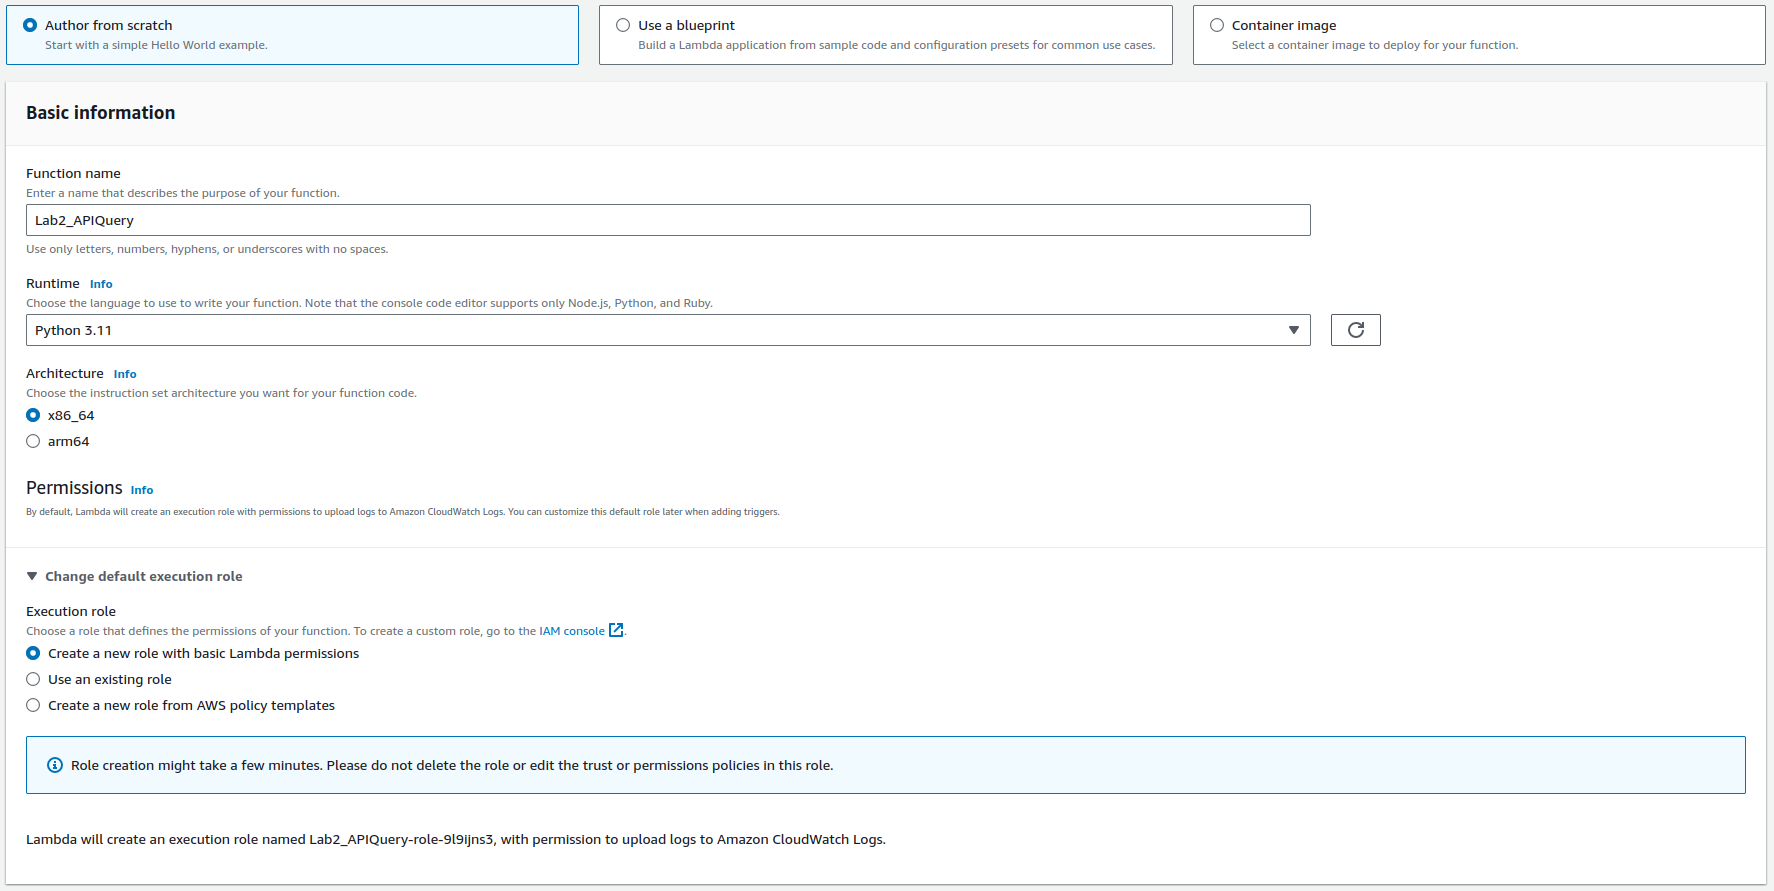 Author from scratch
Start with a simple Hello World example.
Use a blueprint
Build a Lambda application from sample code and configuration presets for common use cases.
Container image
Select a container image to deploy for your function.
Basic information
Function name
Enter a name that describes the purpose of your function.
Lab2_APIQuery
Use only letters, numbers, hyphens, or underscores with no spaces.
Runtime Info
Choose the language to use to write your function. Note that the console code editor supports only Node.js, Python, and Ruby.
Python 3.11
Architecture Info
Choose the instruction set architecture you want for your function code.
x86_64
arm64
Permissions Info
By default, Lambda will create an execution role with permissions to upload logs to Amazon CloudWatch Logs. You can customize this default role later when adding triggers.
Change default execution role
Execution role
Choose a role that defines the permissions of your function. To create a custom role, go to the IAM console.
Create a new role with basic Lambda permissions
Use an existing role
Create a new role from AWS policy templates
Role creation might take a few minutes. Please do not delete the role or edit the trust or permissions policies in this role.
Lambda will create an execution role named Lab2_APIQuery-role-9l9ijns3, with permission to upload logs to Amazon CloudWatch Logs.